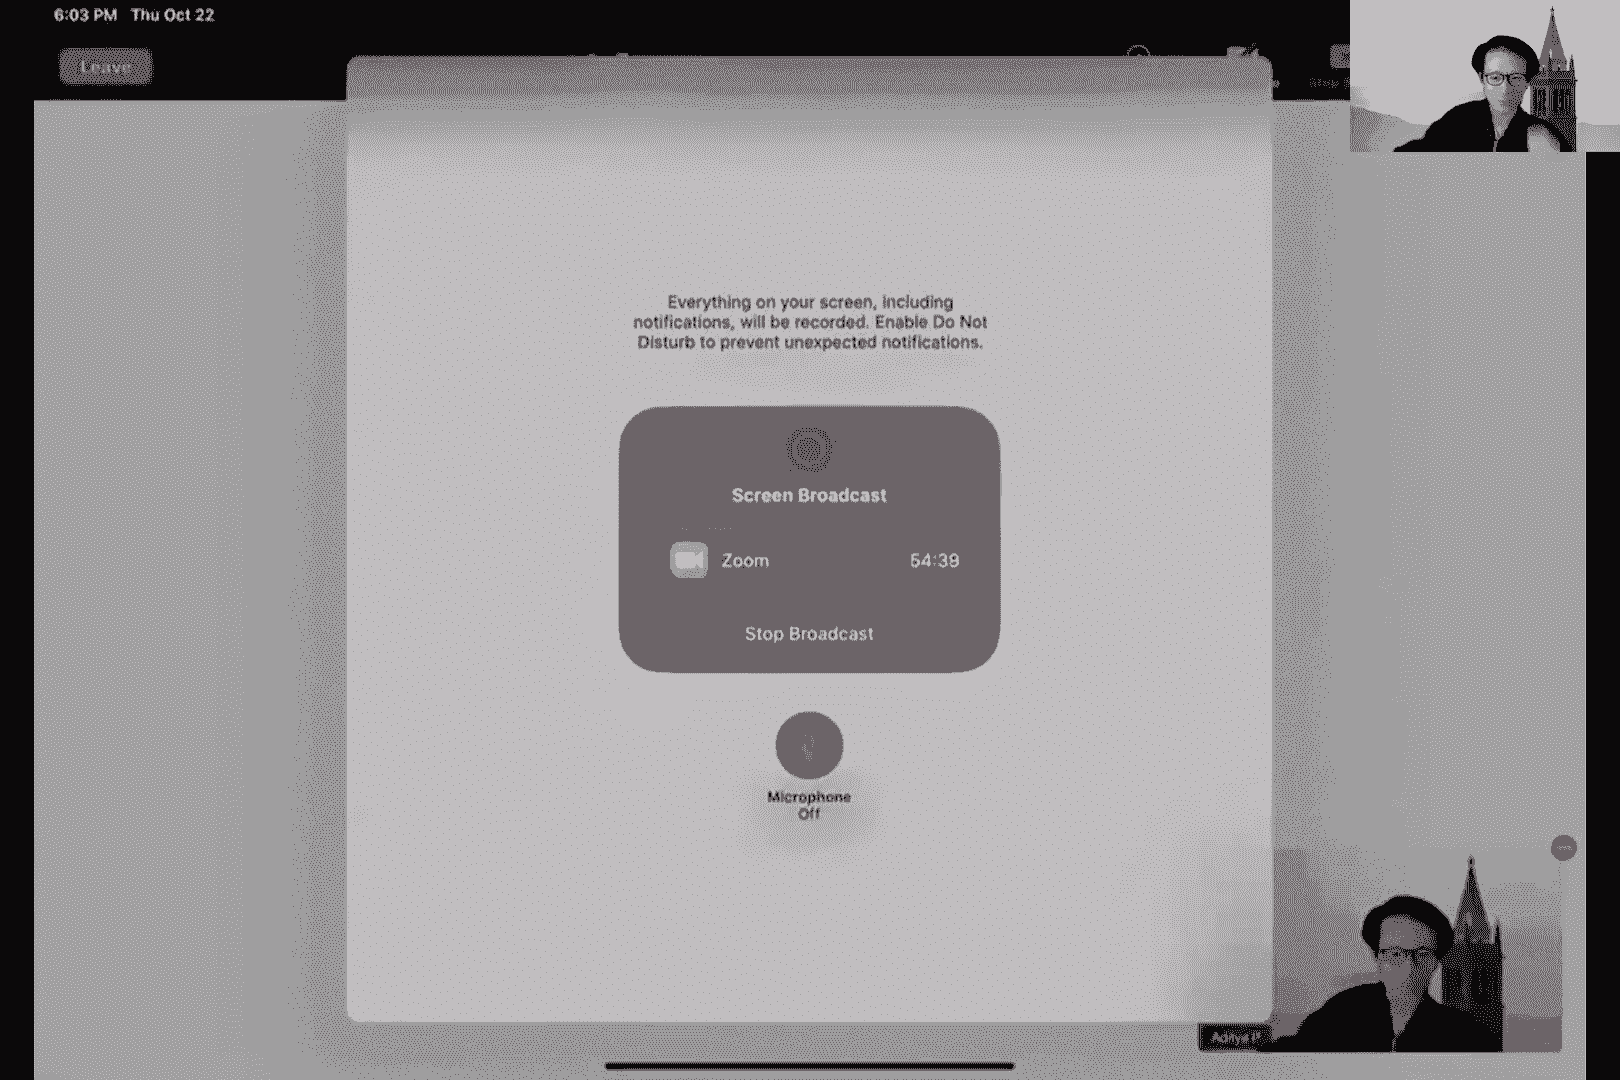 6:03 PM Thu Oct 22
Leave
Everything on your screen, including
notifications, will be recorded. Enable Do Not
Disturb to prevent unexpected notifications.
Screen Broadcast
Zoom 54:39
Stop Broadcast
Microphone
Off
Aditya